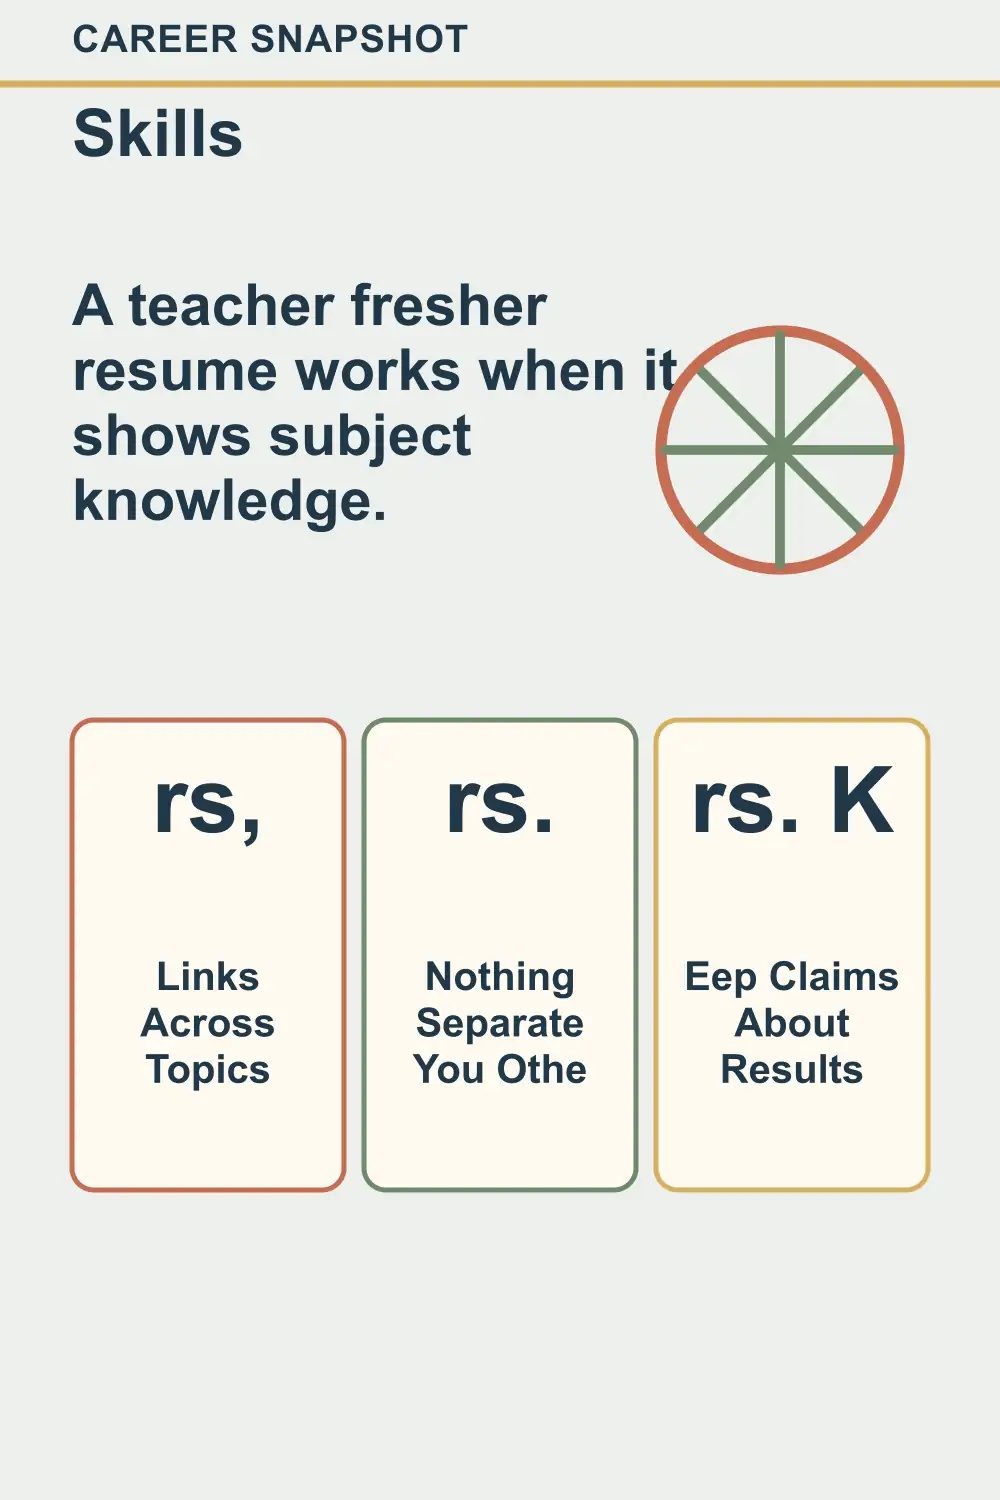 CAREER SNAPSHOT
Skills
A teacher fresher
resume works when it
shows subject
knowledge.
rs,
Links
Across
Topics
rs.
Nothing
Separate
You Othe
rs. K
Eep Claims
About
Results